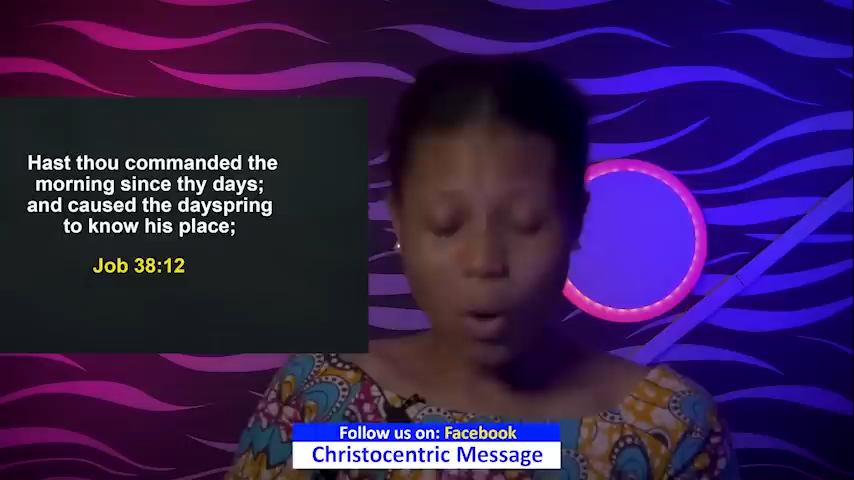 Hast thou commanded the
morning since thy days;
and caused the dayspring
to know his place;
Job 38:12
Follow us on: Facebook
Christocentric Message